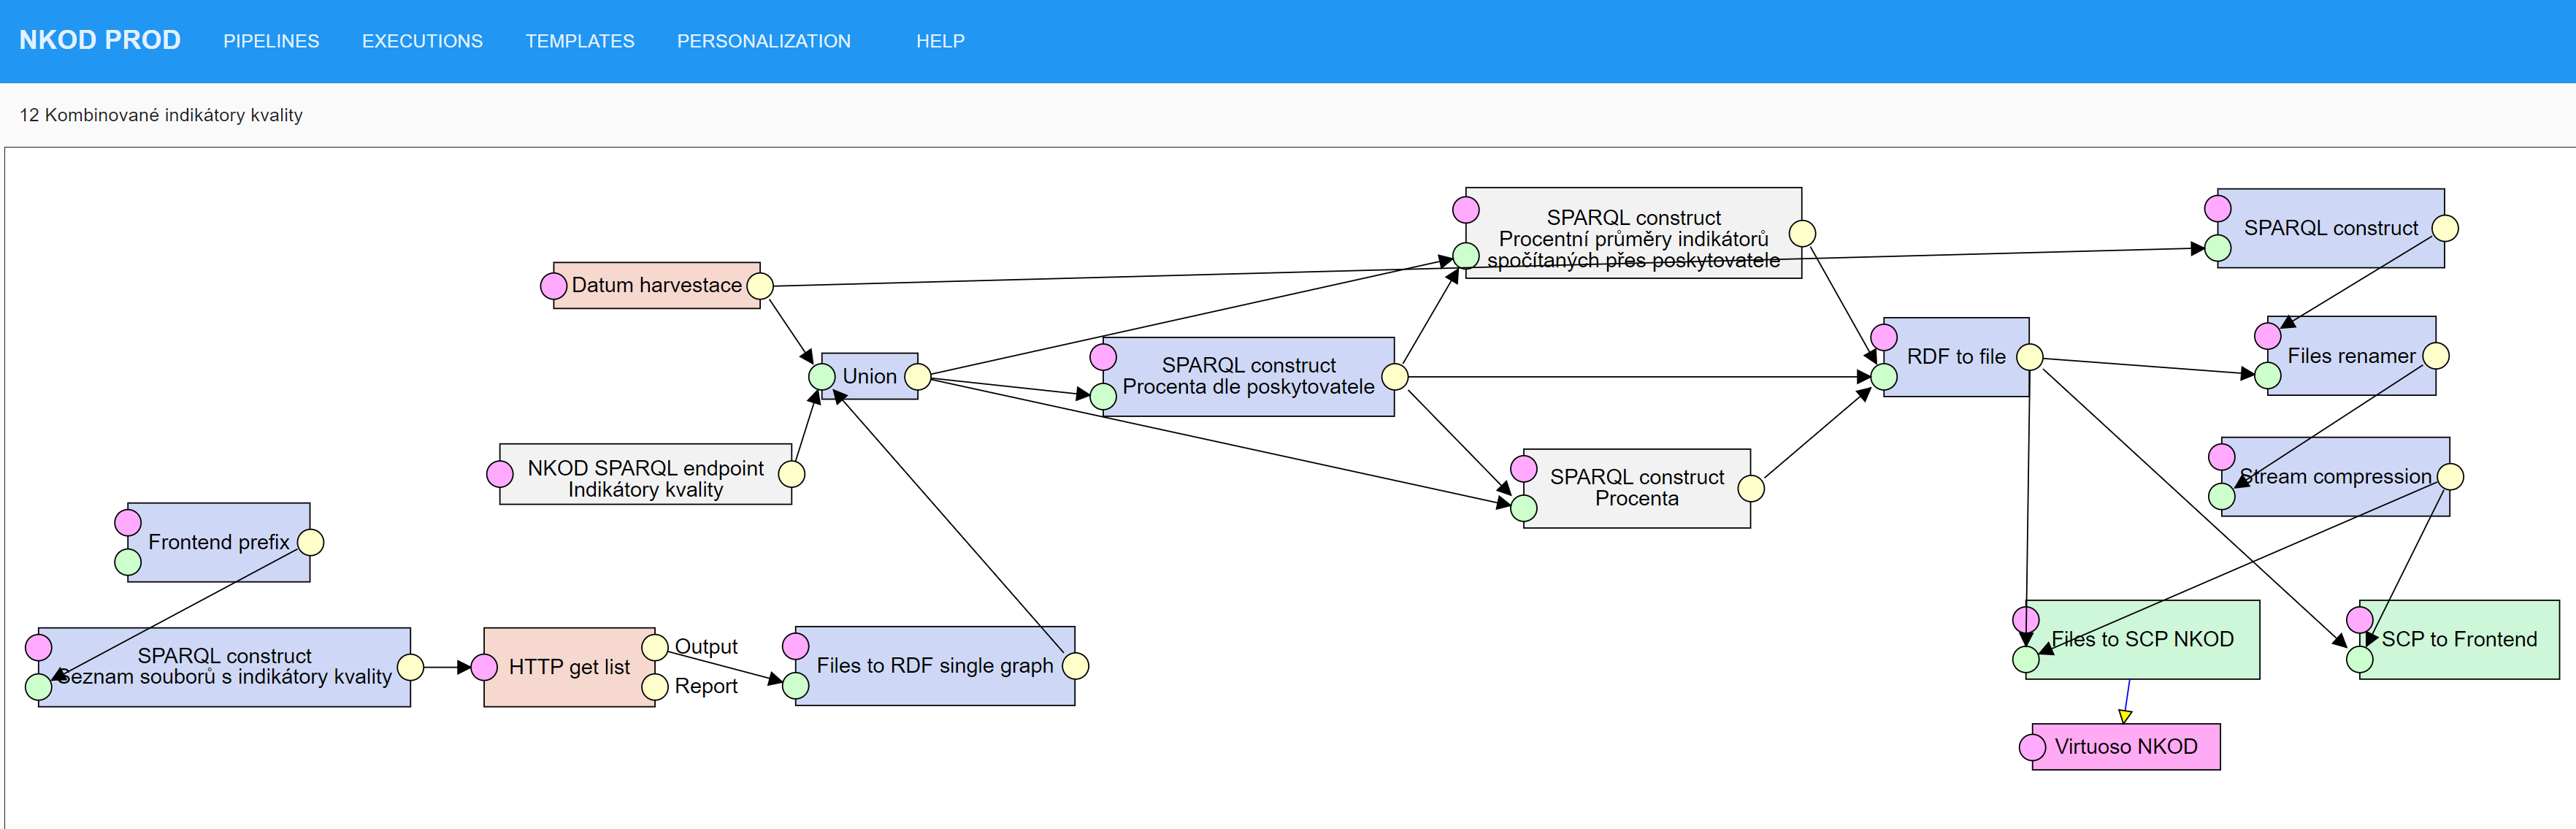 NKOD PROD PIPELINES EXECUTIONS TEMPLATES PERSONALIZATION HELP
12 Kombinované indikátory kvality
SPARQL construct
Procentní průměry indikátorů
spočítaných přes poskytovatele
SPARQL construct
Datum harvestace
Union
SPARQL construct
Procenta dle poskytovatele
RDF to file
Files renamer
NKOD SPARQL endpoint
Indikátory kvality
SPARQL construct
Procenta
Stream compression
Frontend prefix
SPARQL construct
Seznam souborů s indikátory kvality
HTTP get list
Output
Report
Files to RDF single graph
Files to SCP NKOD
SCP to Frontend
Virtuoso NKOD